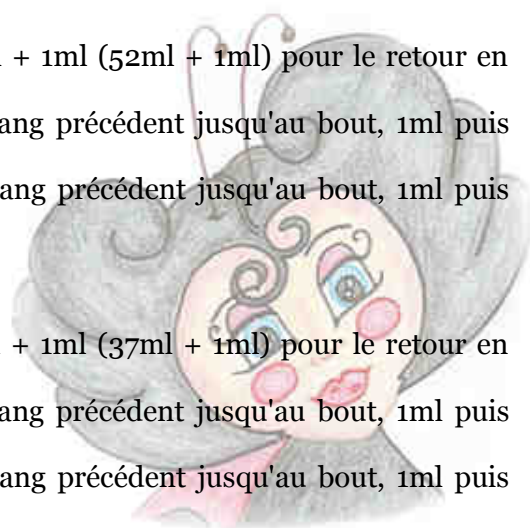 + 1ml (52ml + 1ml) pour le retour en
ang précédent jusqu'au bout, 1ml puis
ang précédent jusqu'au bout, 1ml puis
+ 1ml (37ml + 1ml) pour le retour en
ang précédent jusqu'au bout, 1ml puis
ang précédent jusqu'au bout, 1ml puis